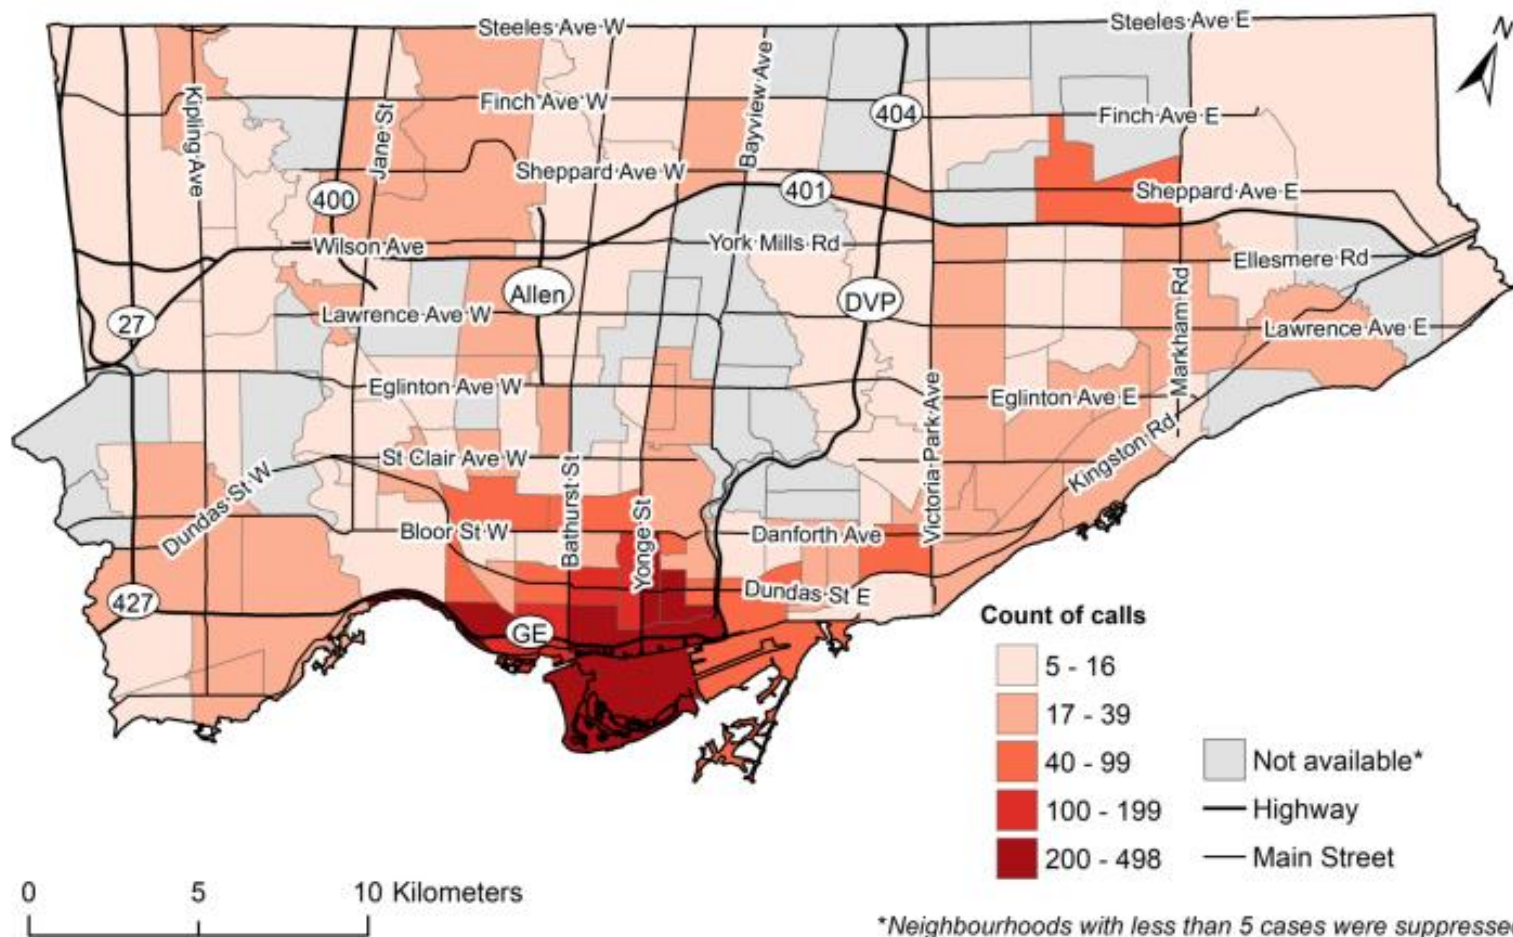 Steeles Ave W
Steeles Ave E
N
Kipling Ave
Finch Ave W
Jane St
Bayview Ave
404
Finch Ave E
Sheppard Ave W
400
401
Sheppard Ave E
Wilson Ave
York Mills Rd
Ellesmere Rd
Markham Rd
Allen
DVP
27
Lawrence Ave W
Lawrence Ave E
Eglinton Ave W
Eglinton Ave E
Victoria Park Ave
St Clair Ave W
Kingston Rd
Dundas St W
Bathurst St
Yonge St
Bloor St W
Danforth Ave
427
Dundas St E
GE
Count of calls
5 - 16
17 - 39
40 - 99
100 - 199
200 - 498
Not available*
Highway
Main Street
0 5 10 Kilometers
*Neighbourhoods with less than 5 cases were suppressed